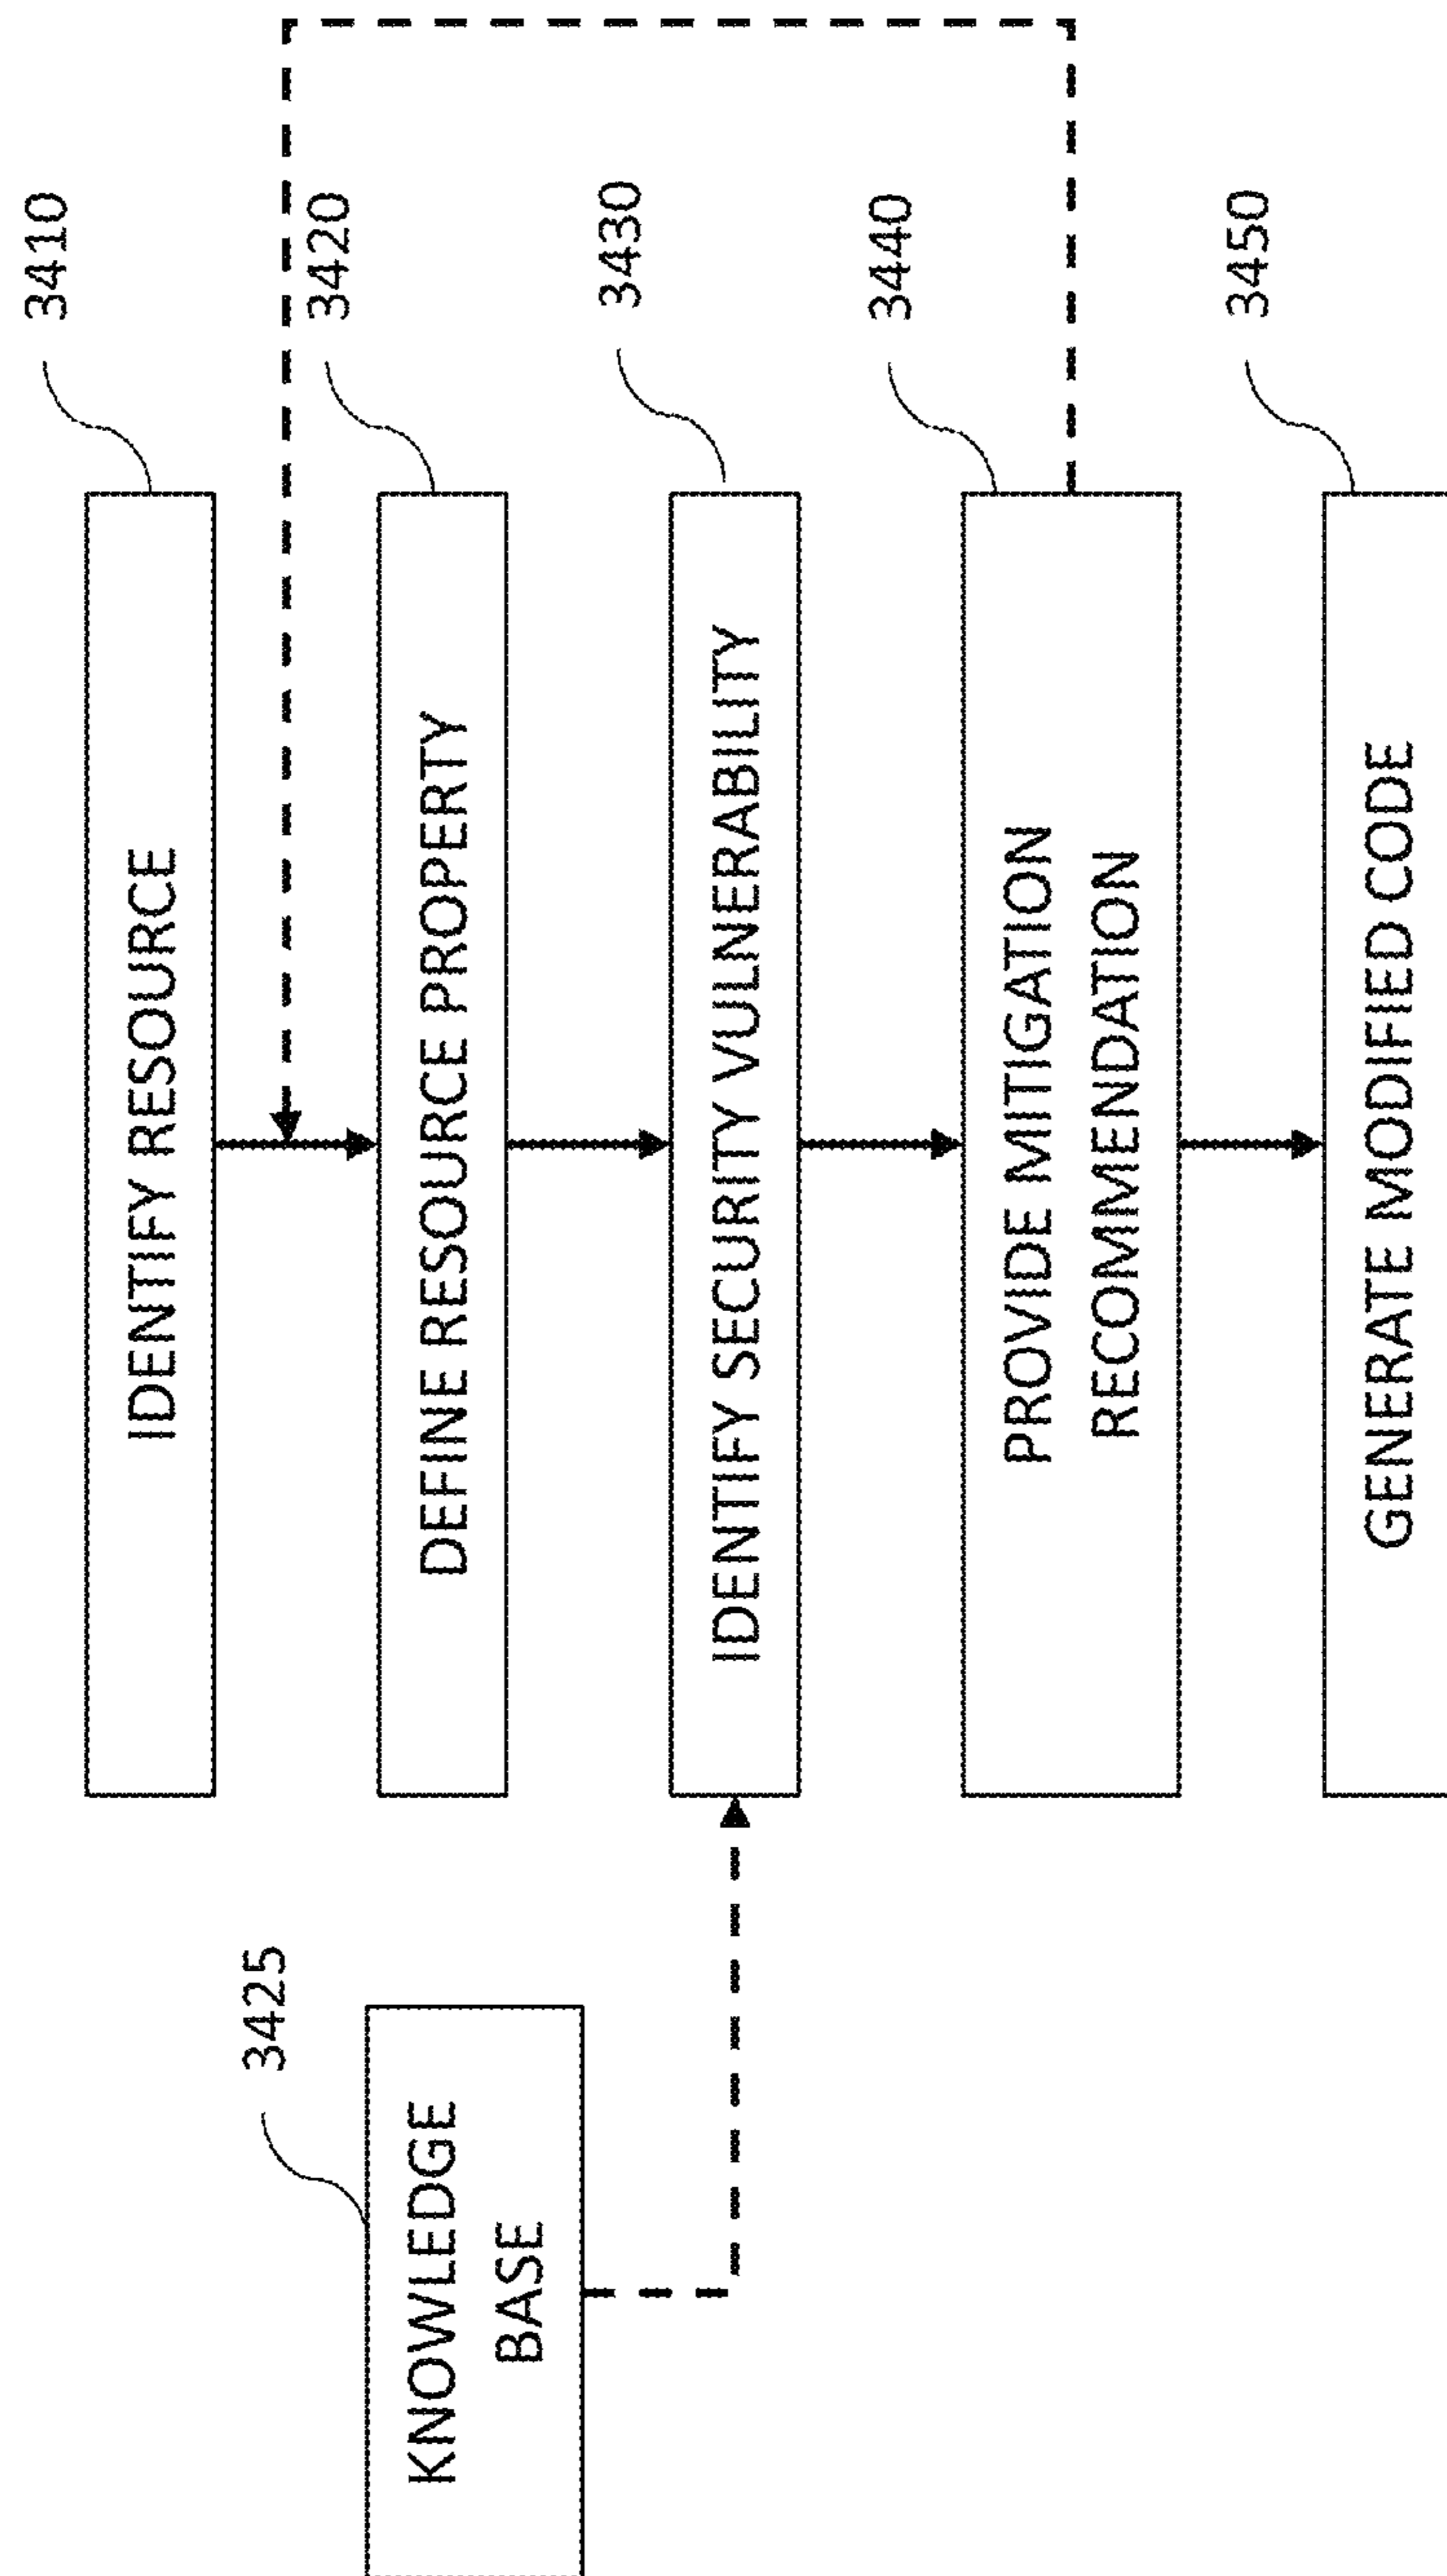 3410
IDENTIFY RESOURCE
3420
DEFINE RESOURCE PROPERTY
3425
KNOWLEDGE
BASE
3430
IDENTIFY SECURITY VULNERABILITY
3440
PROVIDE MITIGATION
RECOMMENDATION
3450
GENERATE MODIFIED CODE